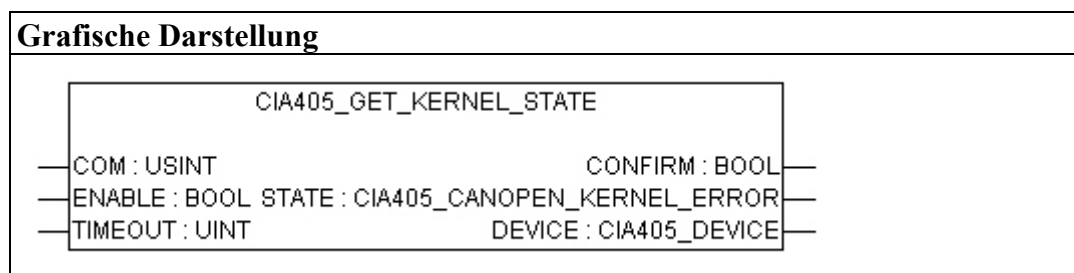 Grafische Darstellung
CIA405_GET_KERNEL_STATE
COM : USINT CONFIRM : BOOL
ENABLE : BOOL STATE : CIA405_CANOPEN_KERNEL_ERROR
TIMEOUT : UINT DEVICE : CIA405_DEVICE